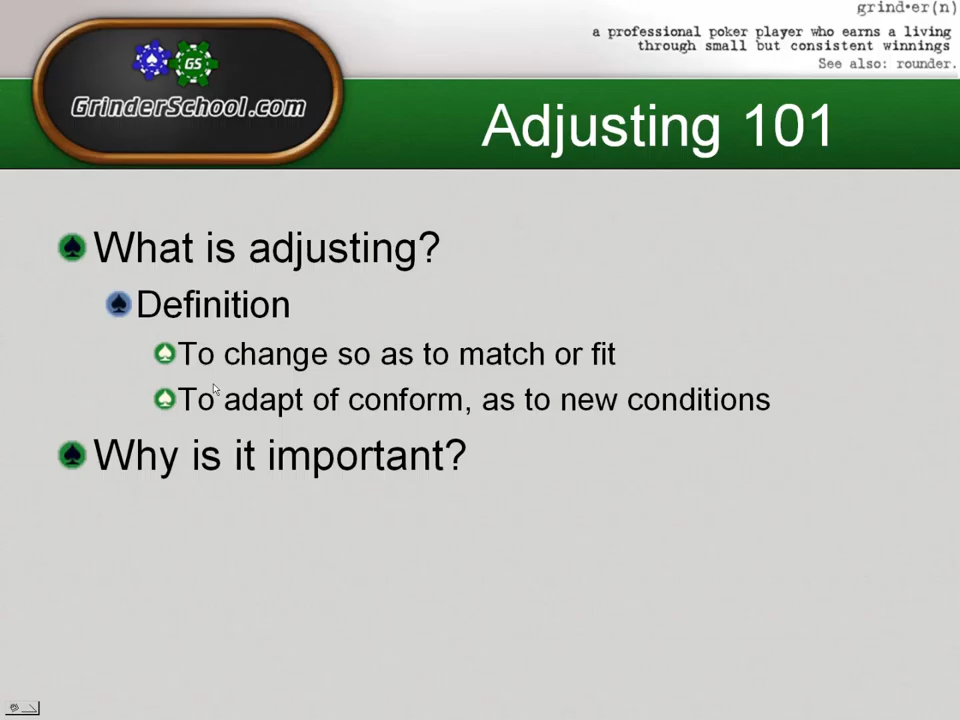 grind•er(n)
a professional poker player who earns a living
through small but consistent winnings
See also: rounder.
GS
GrinderSchool.com
Adjusting 101
What is adjusting?
Definition
To change so as to match or fit
To adapt of conform, as to new conditions
Why is it important?